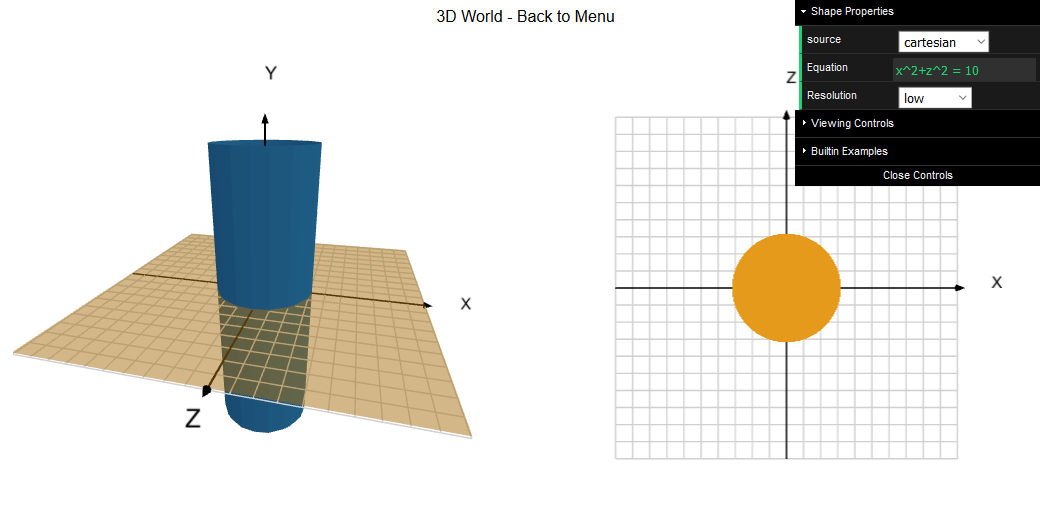 3D World - Back to Menu
Shape Properties
source cartesian
Equation x^2+z^2 = 10
Resolution low
Viewing Controls
Builtin Examples
Close Controls
Y
X
Z
Z
X